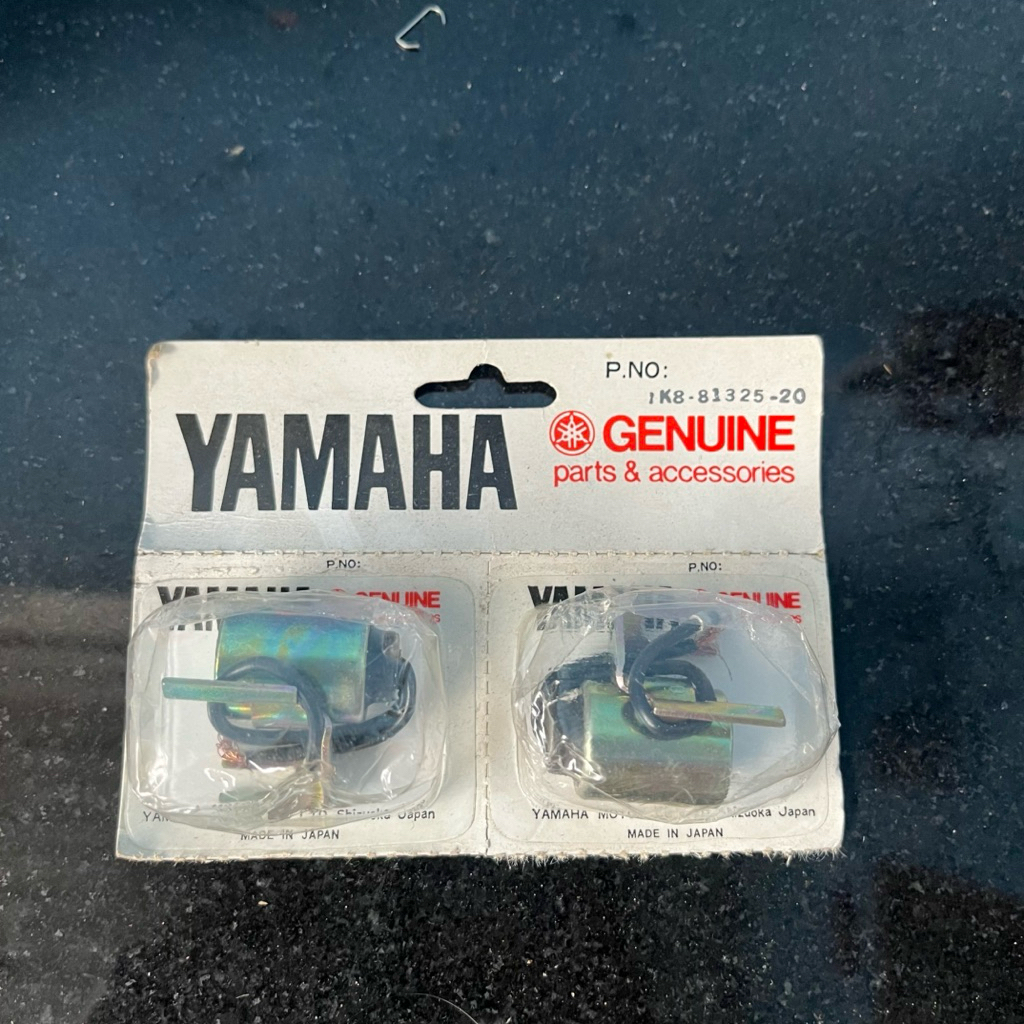 P.NO:
1K8-81325-20
YAMAHA
GENUINE
parts & accessories
P.NO:
YAMAHA GENUINE
Shizuoka Japan
MADE IN JAPAN
P.NO:
GENUINE
YAMAHA Japan
MADE IN JAPAN